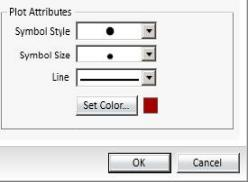 Plot Attributes
Symbol Style
Symbol Size
Line
Set Color...
OK Cancel